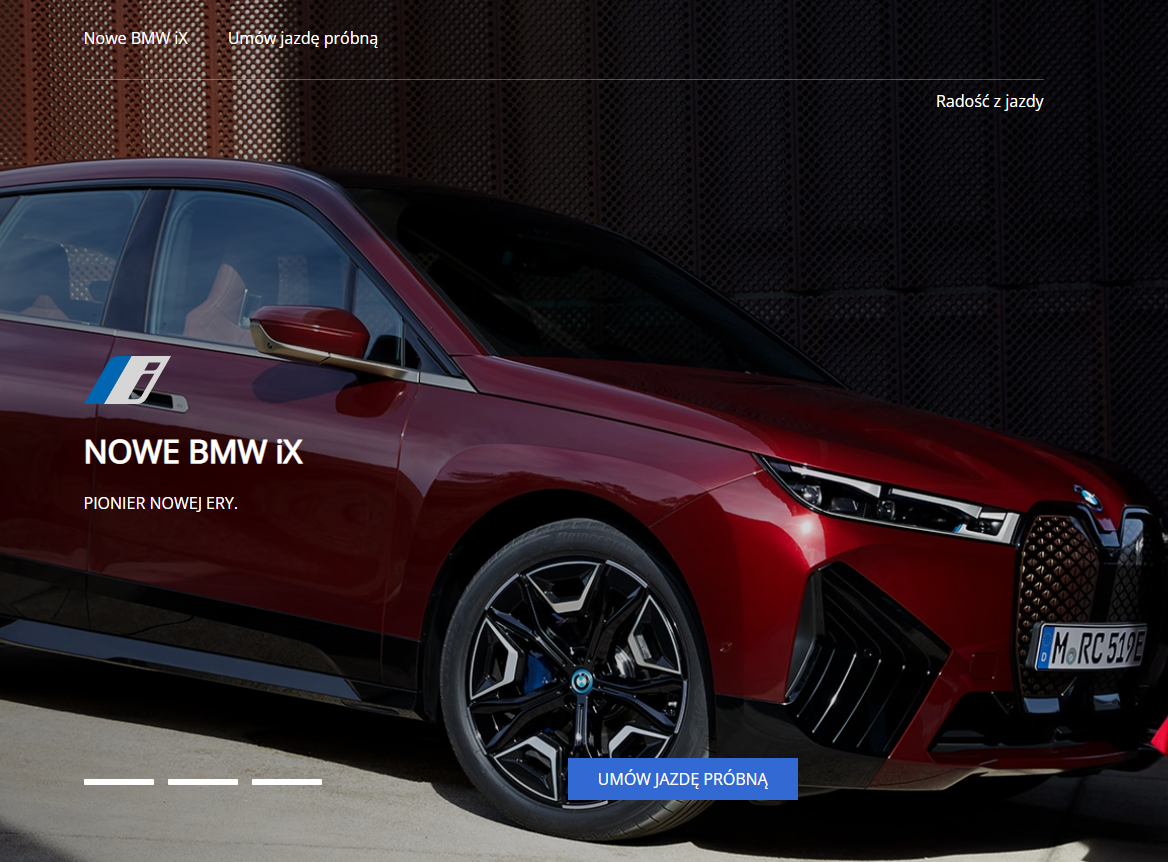 Nowe BMW iX
Umów jazdę próbną
Radość z jazdy
i
NOWE BMW iX
PIONIER NOWEJ ERY.
M RC 519E
D
UMÓW JAZDĘ PRÓBNĄ